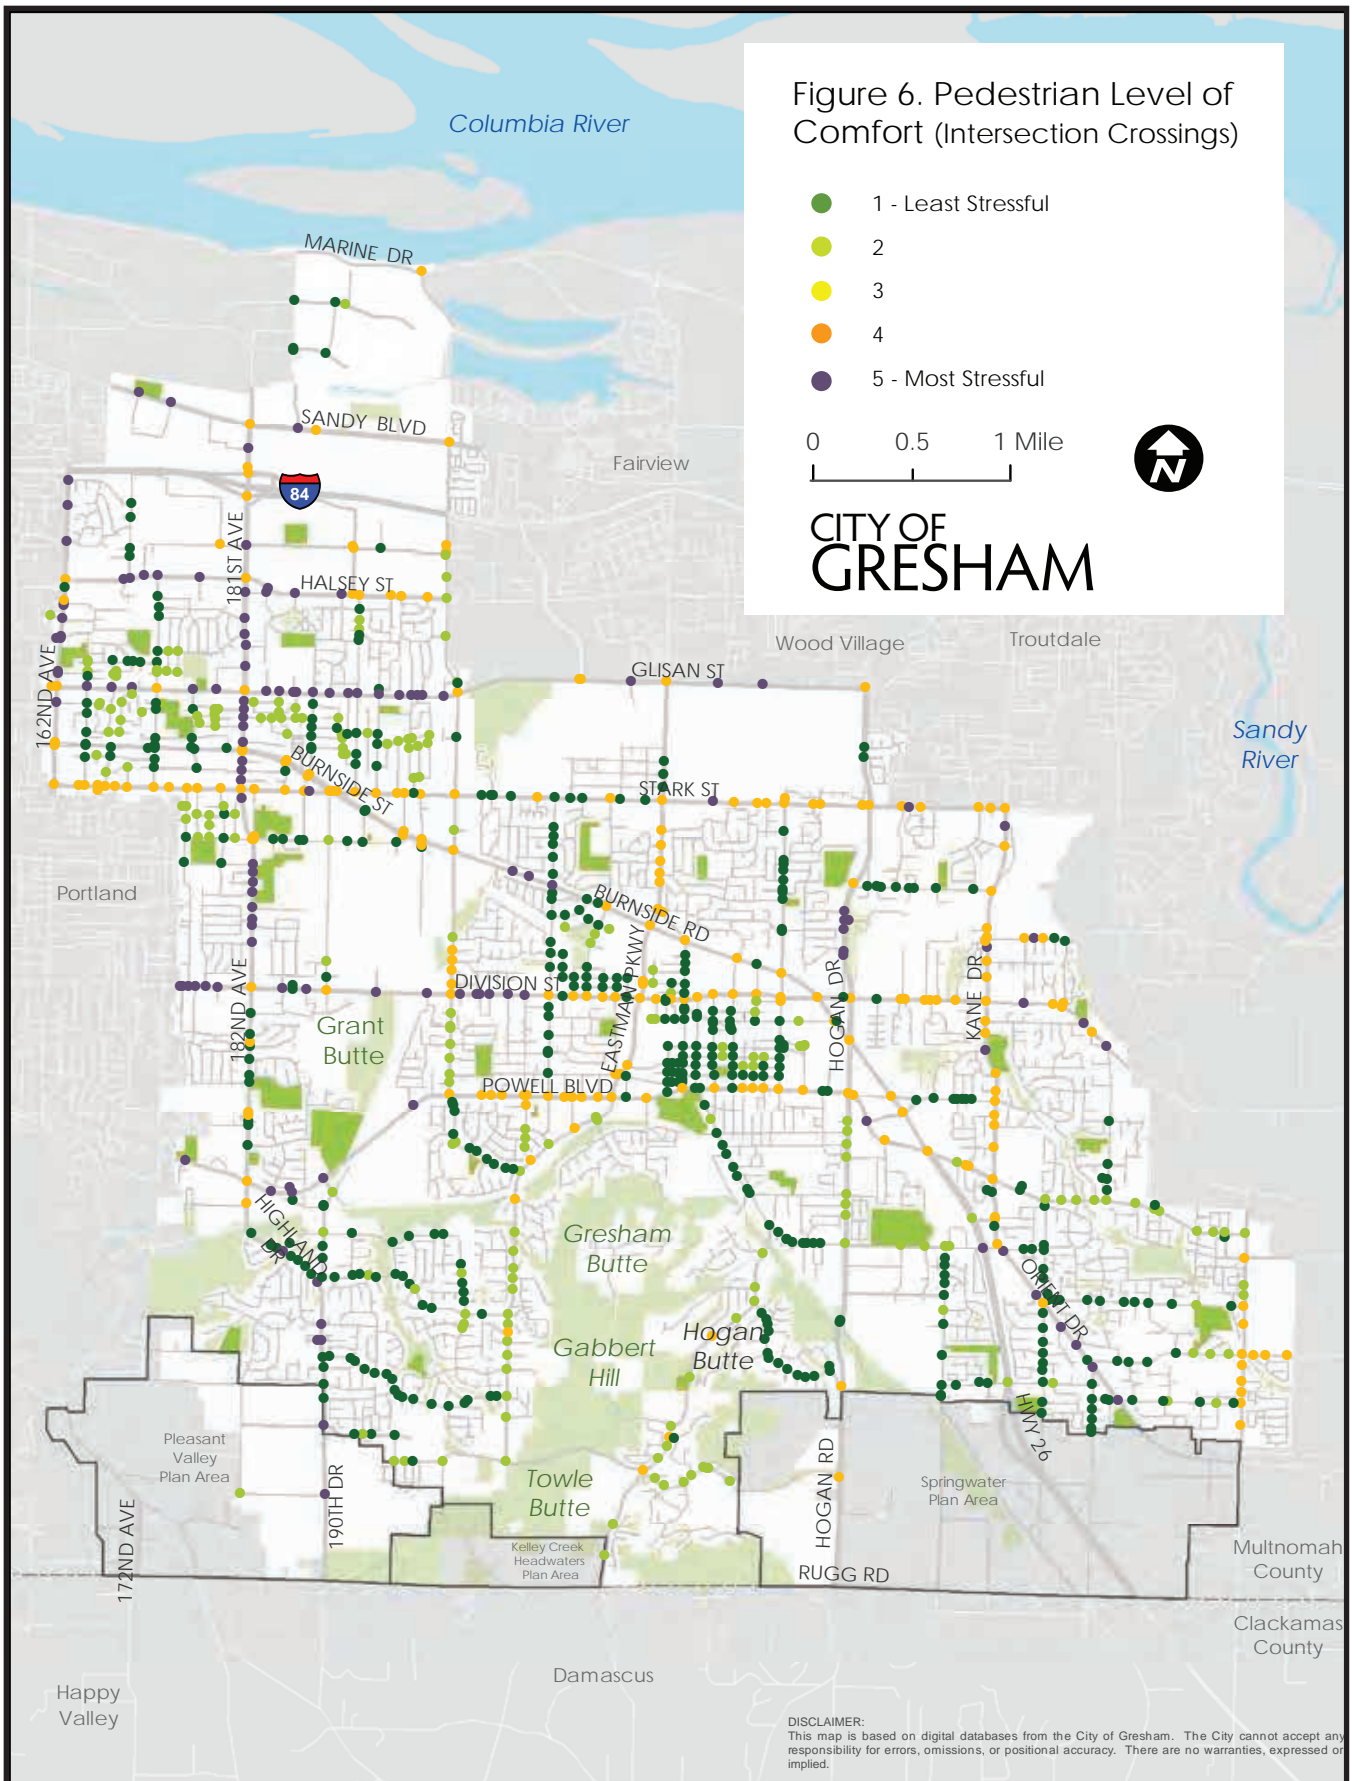 Figure 6. Pedestrian Level of
Comfort (Intersection Crossings)
1 - Least Stressful
2
3
4
5 - Most Stressful
0 0.5 1 Mile
N
CITY OF
GRESHAM
Columbia River
MARINE DR
SANDY BLVD
Fairview
84
181ST AVE
HALSEY ST
Wood Village
Troutdale
162ND AVE
GLISAN ST
Sandy
River
BURNSIDE ST
STARK ST
Portland
BURNSIDE RD
182ND AVE
DIVISION ST
EASTMAN PKWY
HOGAN DR
KANE DR
Grant
Butte
POWELL BLVD
HIGHLAND
DR
Gresham
Butte
ORIENT DR
Hogan
Butte
Gabbert
Hill
HWY 26
Pleasant
Valley
Plan Area
190TH DR
172ND AVE
Towle
Butte
HOGAN RD
Springwater
Plan Area
Kelley Creek
Headwaters
Plan Area
RUGG RD
Multnomah
County
Clackamas
County
Damascus
Happy
Valley
DISCLAIMER:
This map is based on digital databases from the City of Gresham. The City cannot accept any
responsibility for errors, omissions, or positional accuracy. There are no warranties, expressed or
implied.